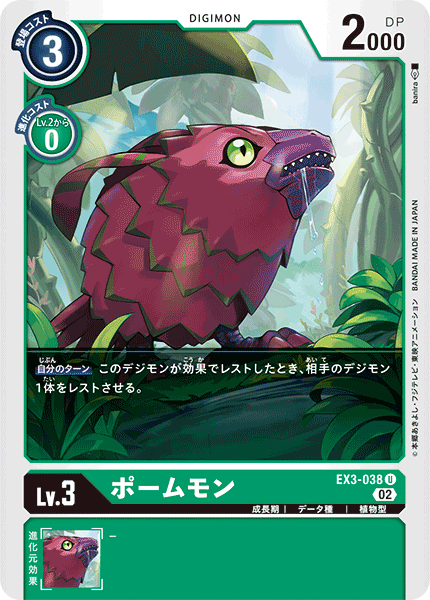 DIGIMON
登場コスト
3
DP
2000
進化コスト
Lv.2から
0
banira
©本郷あきよし・フジテレビ・東映アニメーション BANDAI MADE IN JAPAN
自分のターン このデジモンが効果でレストしたとき、相手のデジモン
1体をレストさせる。
EX3-038 U
02
Lv.3 ポームモン
成長期 | データ種 | 植物型
進化元効果
-